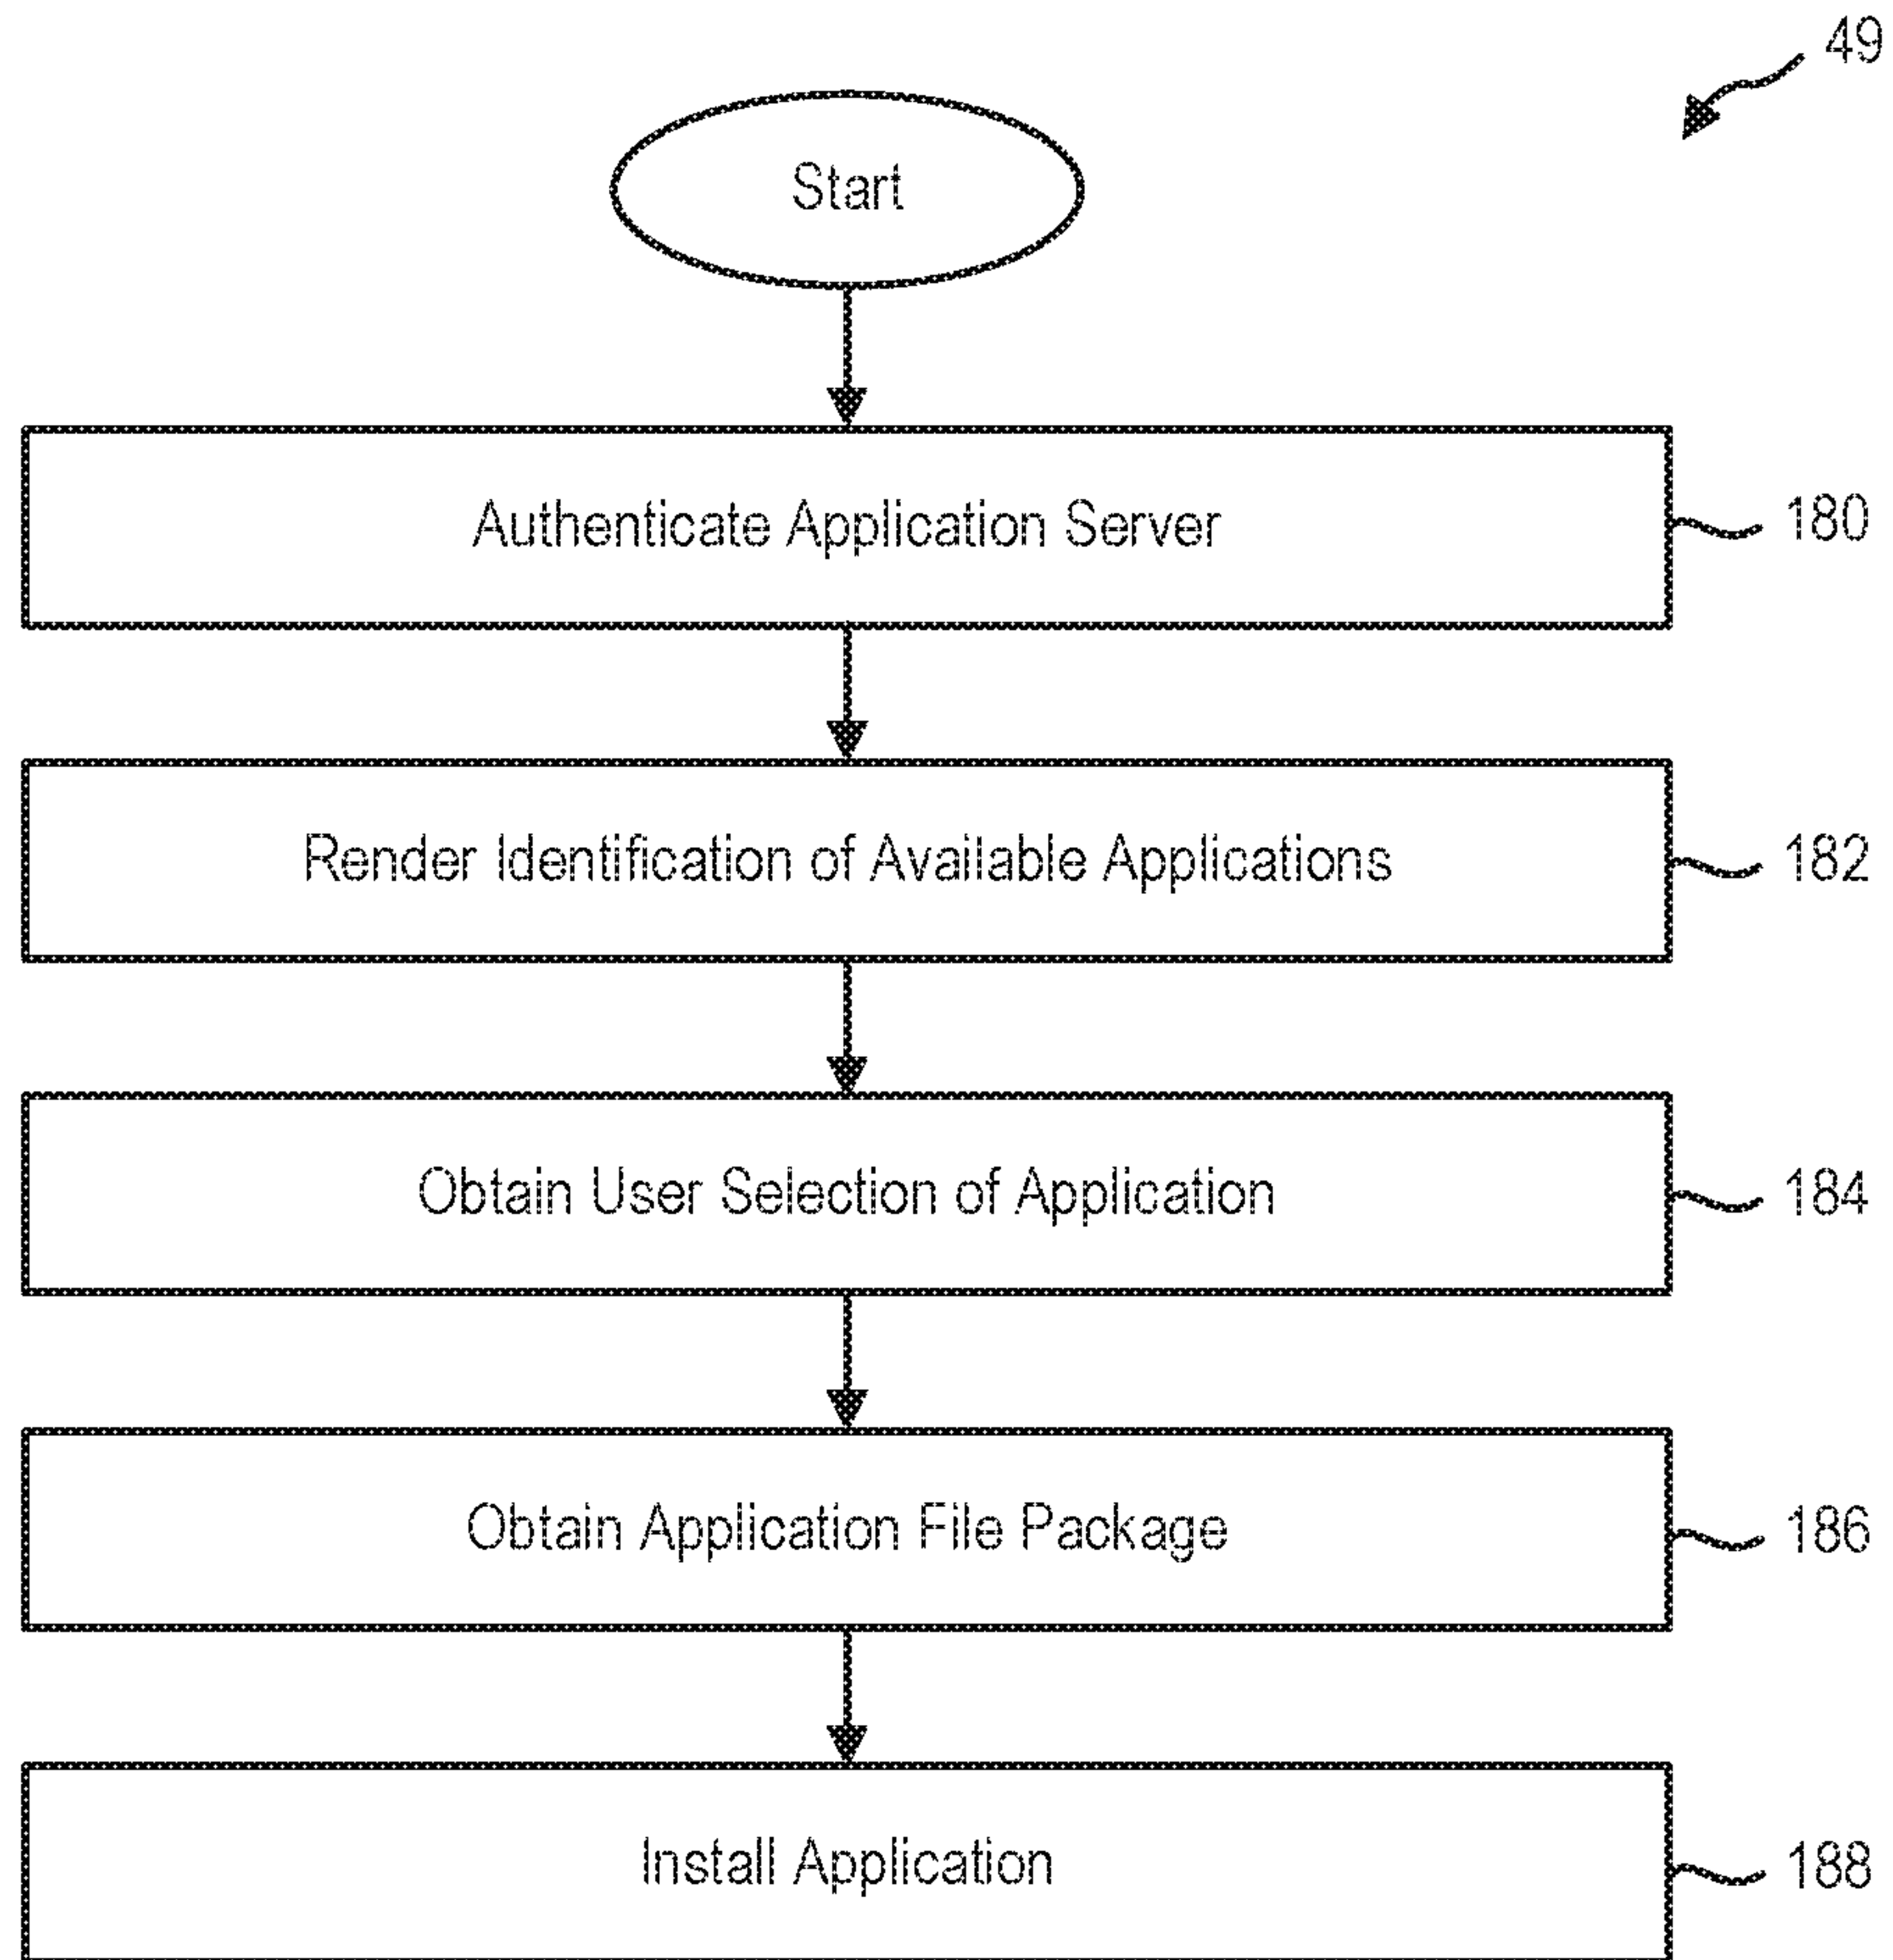 49
Start
Authenticate Application Server
180
Render Identification of Available Applications
182
Obtain User Selection of Application
184
Obtain Application File Package
186
Install Application
188